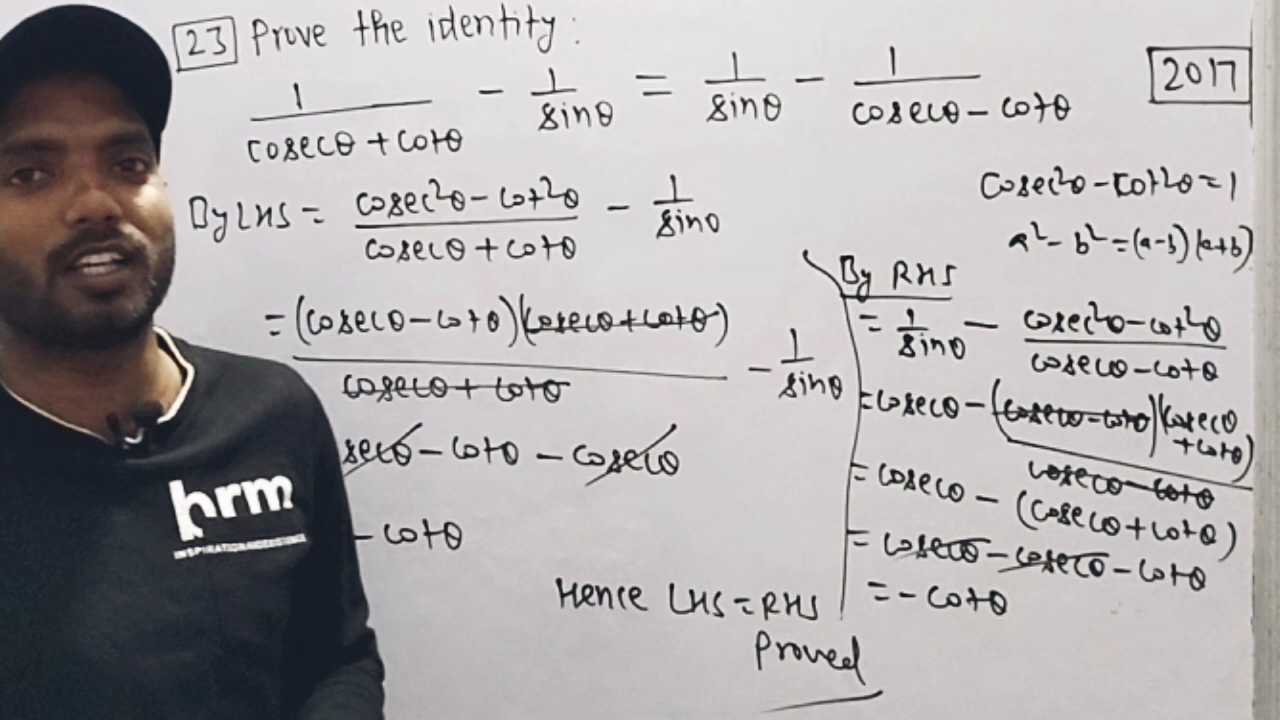 23 Prove the identity:
1/(cosecθ + cotθ) - 1/sinθ = 1/sinθ - 1/(cosecθ - cotθ)
2017
cosec²θ - cot²θ = 1
a² - b² = (a-b)(a+b)
By LHS = (cosec²θ - cot²θ)/(cosecθ + cotθ) - 1/sinθ
= (cosecθ - cotθ)(cosecθ + cotθ)/(cosecθ + cotθ) - 1/sinθ
secθ - cotθ - cosecθ
- cotθ
By RHS
= 1/sinθ - (cosec²θ - cot²θ)/(cosecθ - cotθ)
= cosecθ - (cosecθ - cotθ)(cosecθ + cotθ)/(cosecθ - cotθ)
= cosecθ - (cosecθ + cotθ)
= cosecθ - cosecθ - cotθ
= - cotθ
Hence LHS = RHS
Proved
brm